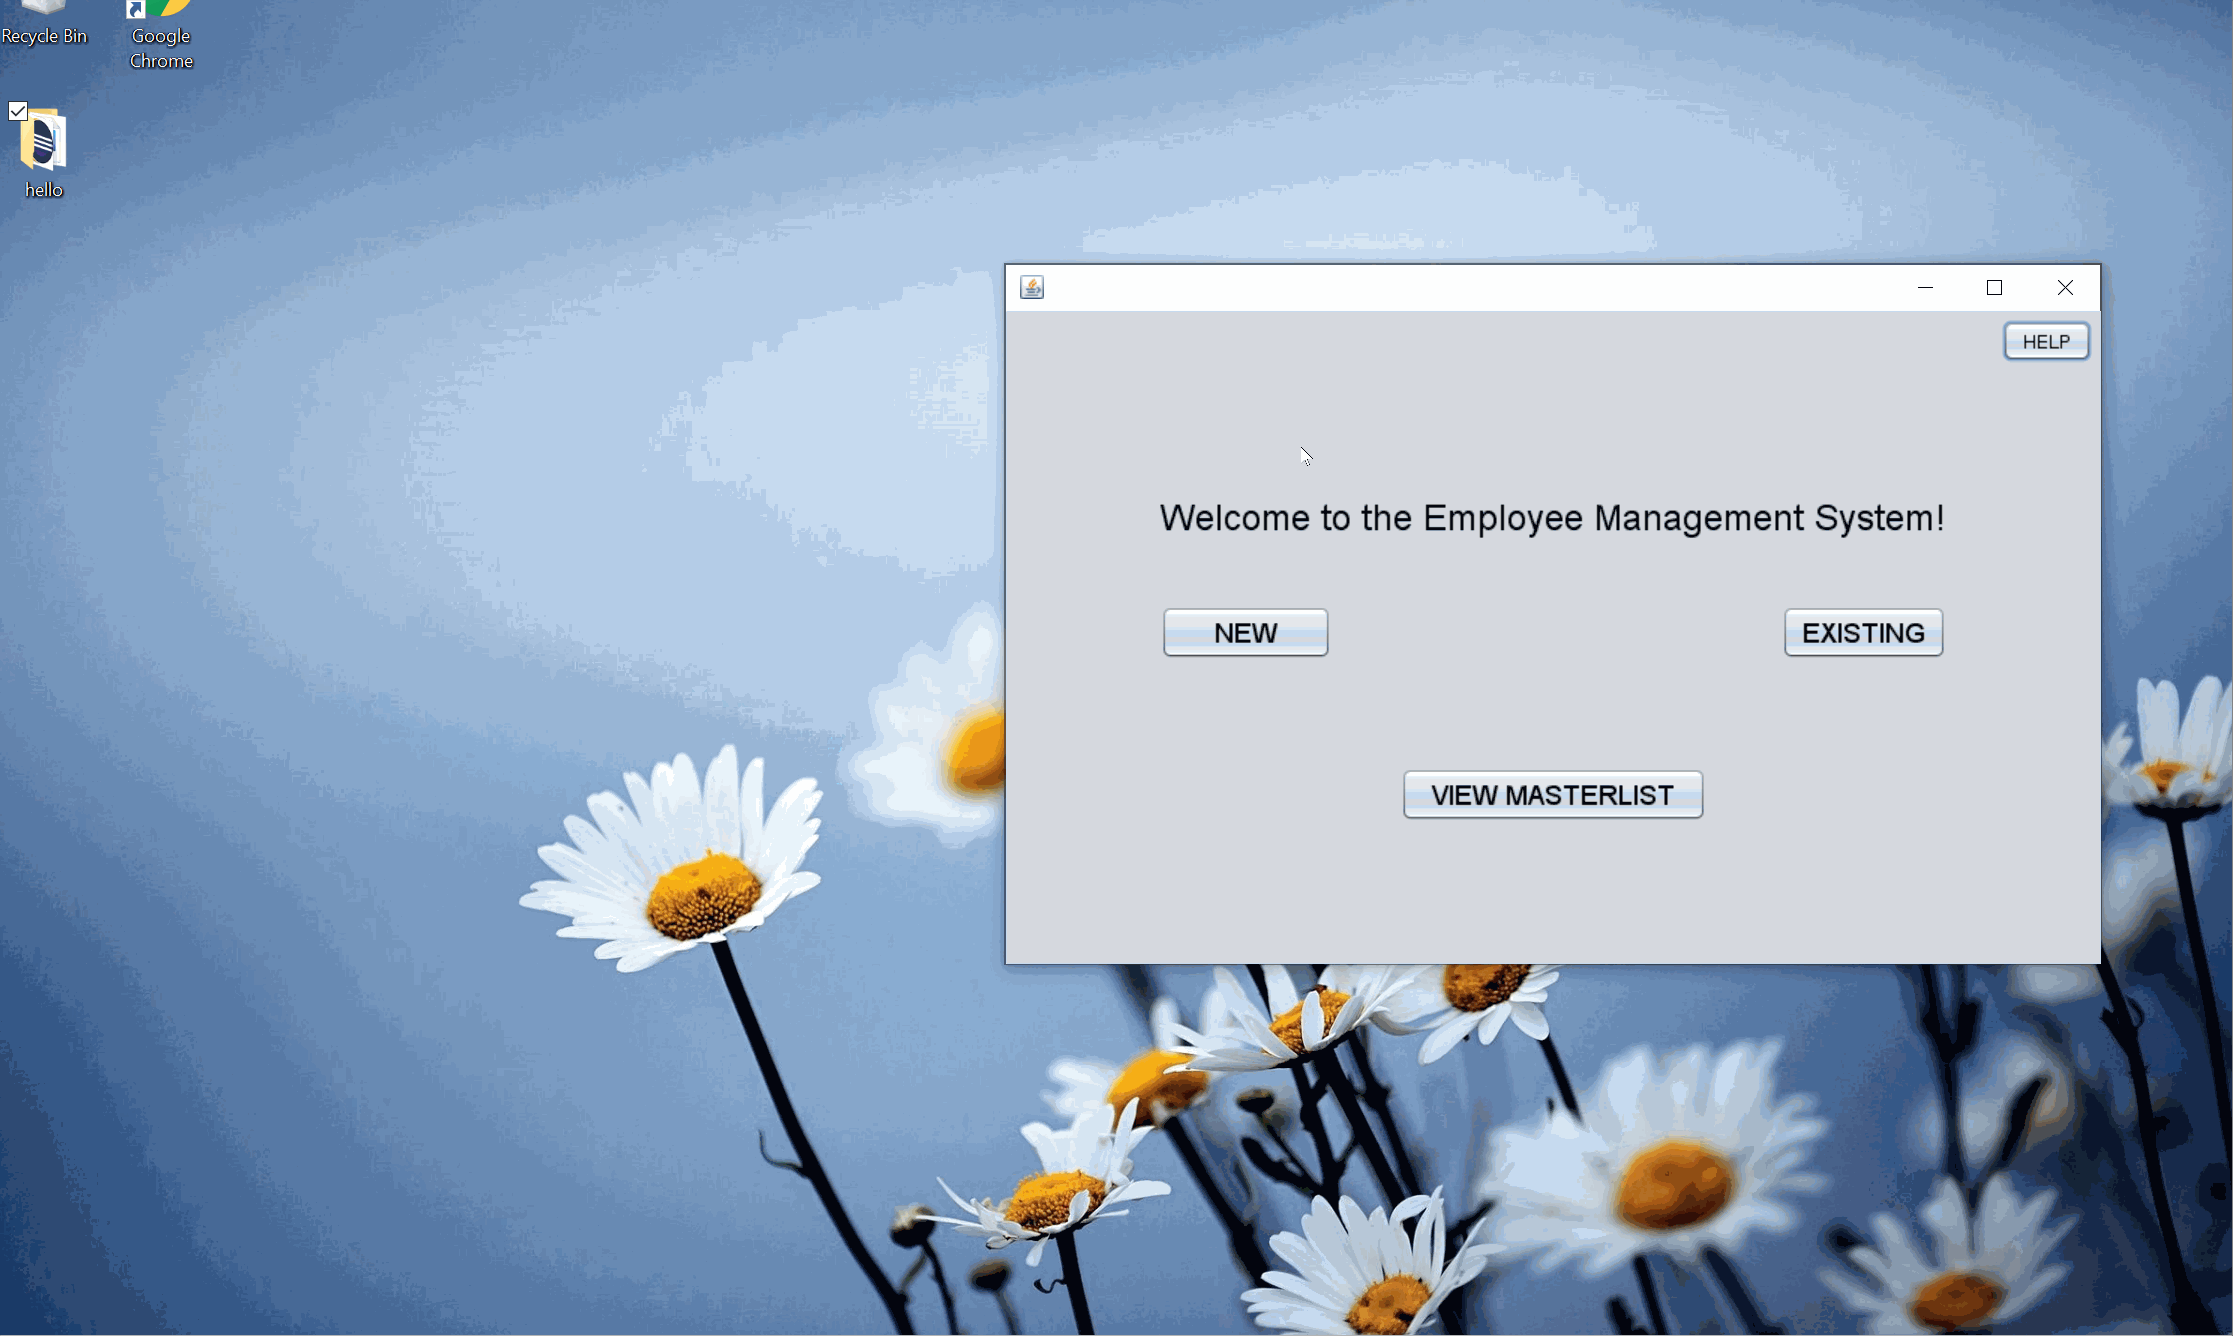 Recycle Bin
Google
Chrome
hello
HELP
Welcome to the Employee Management System!
NEW
EXISTING
VIEW MASTERLIST